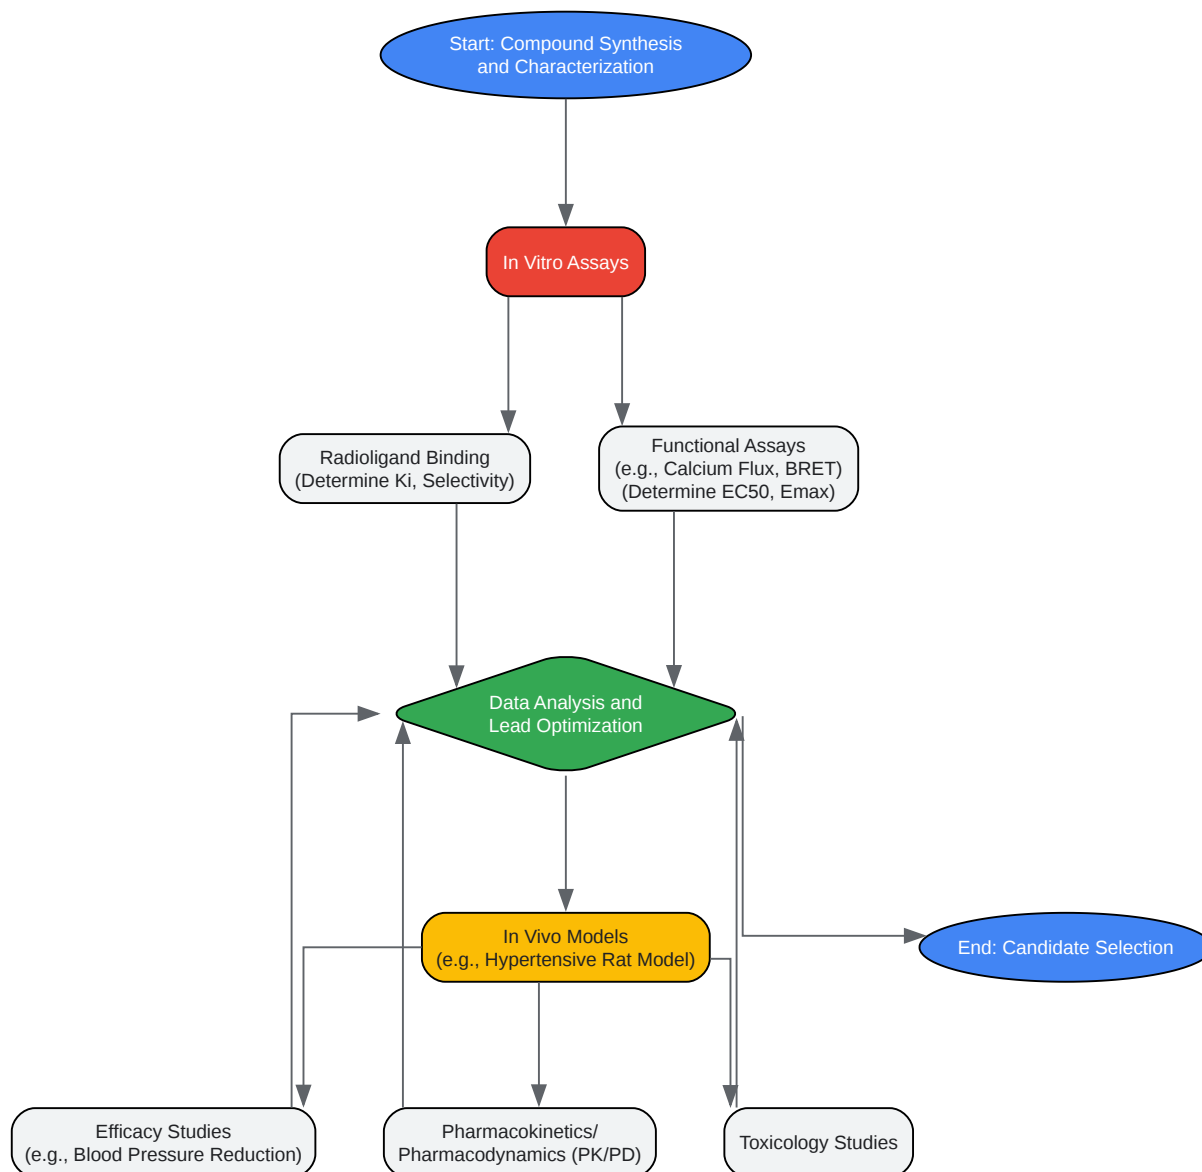 Start: Compound Synthesis
and Characterization
In Vitro Assays
Radioligand Binding
(Determine Ki, Selectivity)
Functional Assays
(e.g., Calcium Flux, BRET)
(Determine EC50, Emax)
Data Analysis and
Lead Optimization
In Vivo Models
(e.g., Hypertensive Rat Model)
End: Candidate Selection
Efficacy Studies
(e.g., Blood Pressure Reduction)
Pharmacokinetics/
Pharmacodynamics (PK/PD)
Toxicology Studies